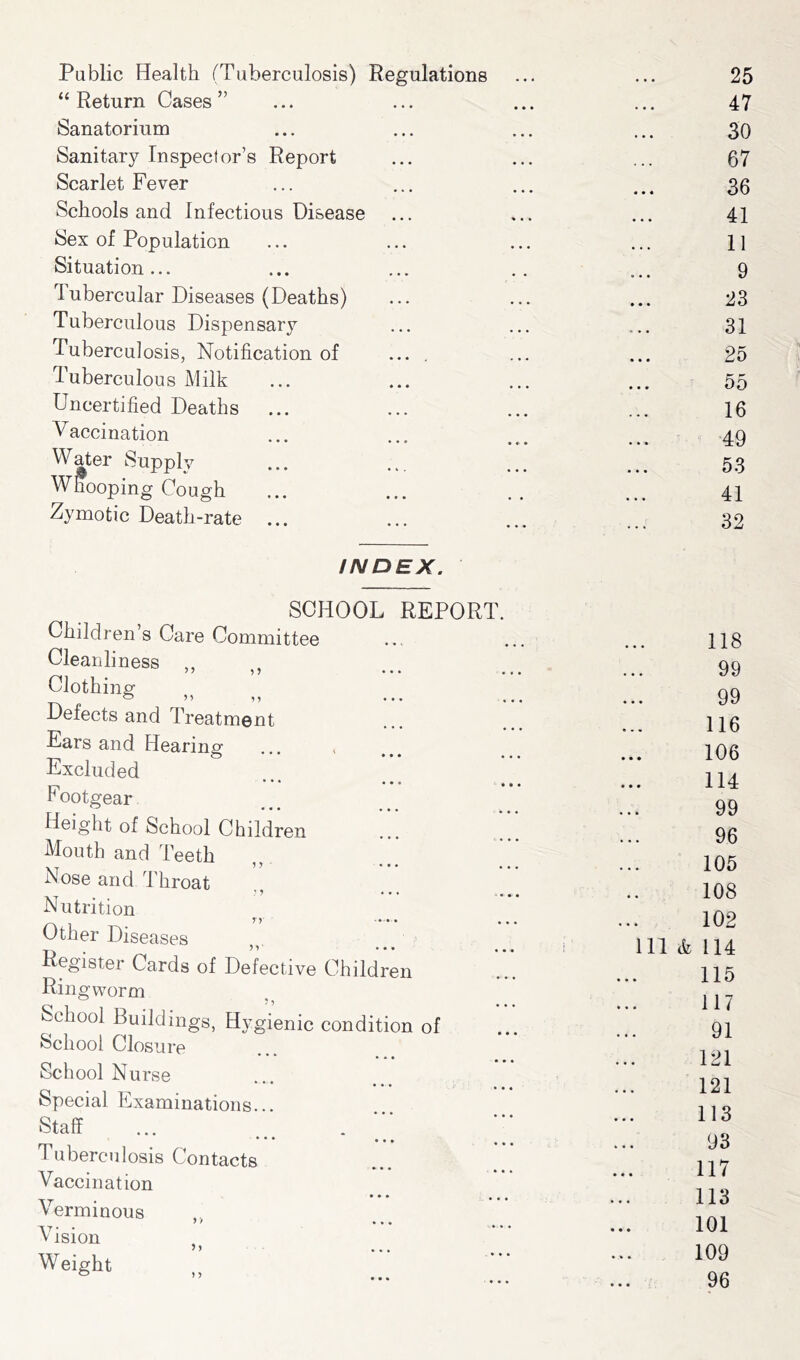 Public Health (Tuberculosis) Regulations ... ... 25
“ Return Cases ” ... ... ... ... 47
Sanatorium ... ... ... ... 30
Sanitary Inspector’s Report ... ... ... 67
Scarlet Fever ... ... ... ... 36
Schools and Infectious Disease ... ... ... 41
Sex of Population ... ... ... ... 11
Situation ... ... ... .. ... 9
Tubercular Diseases (Deaths) ... ... ... 23
Tuberculous Dispensary ... ... ... 31
Tuberculosis, Notification of ... . ... ... 25
Tuberculous Milk ... ... ... ... 55
Uncertified Deaths ... ... ... ... 16
Vaccination ... ... ... ... 49
Water Supply ... ... ... ... 53
Whooping Cough ... ... .. ... 41
Zymotic Death-rate ... ... ... ... 32
INDEX.
SCHOOL REPORT.
Children’s Care Committee ... ... ... 118
Cleanliness ,, ,, ... ... ... 99
Clothing ,, ,, ... ... ... 99
Defects and Treatment ... ... ... 116
Ears and Hearing ... ... ... ... 106
Excluded ... ... ... ... 114
Footgear ... ... ... ... 99
Height of School Children ... ... ... 96
Mouth and Teeth ,, ... ... ... 105
Nose and Throat ,, ... ... .. 108
Nutrition ,, ... ... ... 102
Other Diseases ,, ... ... 111 & 114
Register Cards of Defective Children ... ... 115
Ringworm ,, ... ... 117
School Buildings, Hygienic condition of ... ... 91
School Closure ... ... ... ... 121
School Nurse ... ... ... ... 121
Special Examinations... ... ... ... 113
Staff ... ... . ... ... ... 93
Tuberculosis Contacts ... ... ... 117
Vaccination ... ... ... 113
Verminous ,, ... ... ... 101
Vision ,, ... ... ... 109
Weight ,, ... ... ... 96